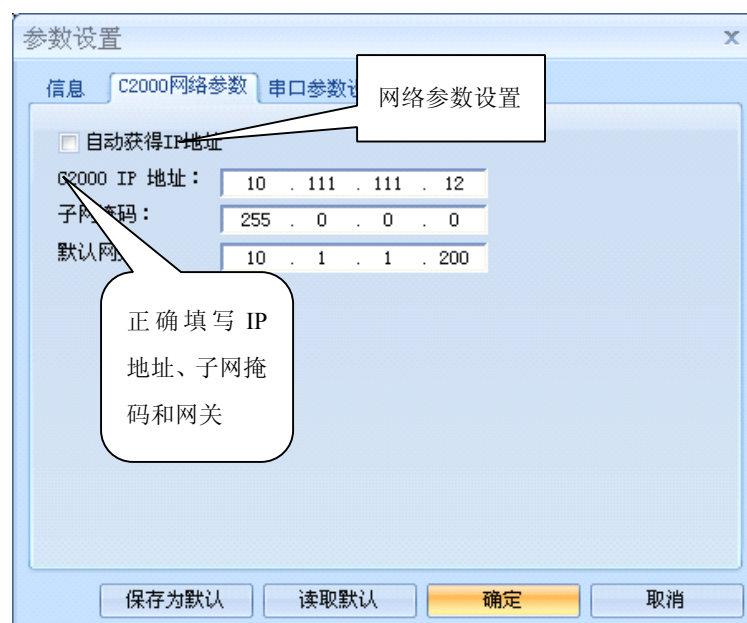 参数设置
信息 C2000网络参数 串口参数
网络参数设置
自动获得IP地址
C2000 IP 地址：
10 . 111 . 111 . 12
子网掩码：
255 . 0 . 0 . 0
默认网
10 . 1 . 1 . 200
正确填写 IP
地址、子网掩
码和网关
保存为默认 读取默认 确定 取消